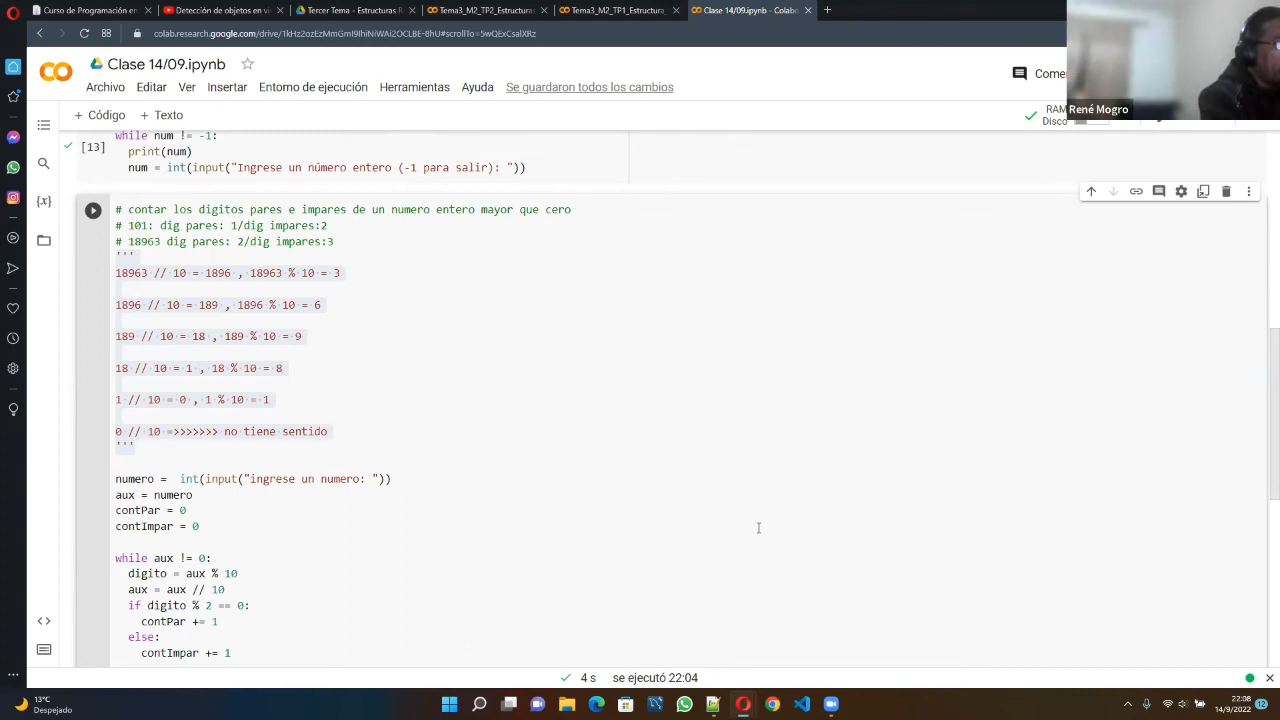 Curso de Programación en
Detección de objetos en vi
Tercer Tema - Estructuras R
Tema3_M2_TP2_Estructuras
Tema3_M2_TP1_Estructura_
Clase 14/09.ipynb - Colabo
colab.research.google.com/drive/1kHz2ozEzMmGmI9IhiNiWAi2OCLBE-8hU#scrollTo=5wQExCsalXRz
Clase 14/09.ipynb
Archivo Editar Ver Insertar Entorno de ejecución Herramientas Ayuda Se guardaron todos los cambios
Come
René Mogro
+ Código + Texto
RAM
Disco
while num != -1:
[13]
print(num)
num = int(input("Ingrese un número entero (-1 para salir): "))
# contar los digitos pares e impares de un numero entero mayor que cero
# 101: dig pares: 1/dig impares:2
# 18963 dig pares: 2/dig impares:3
'''
18963 // 10 = 1896 , 18963 % 10 = 3
1896 // 10 = 189 , 1896 % 10 = 6
189 // 10 = 18 , 189 % 10 = 9
18 // 10 = 1 , 18 % 10 = 8
1 // 10 = 0 , 1 % 10 = 1
0 // 10 =>>>>>>> no tiene sentido
'''
numero = int(input("ingrese un numero: "))
aux = numero
contPar = 0
contImpar = 0
while aux != 0:
digito = aux % 10
aux = aux // 10
if digito % 2 == 0:
contPar += 1
else:
contImpar += 1
4 s se ejecutó 22:04
13°C
Despejado
22:08
14/9/2022
12